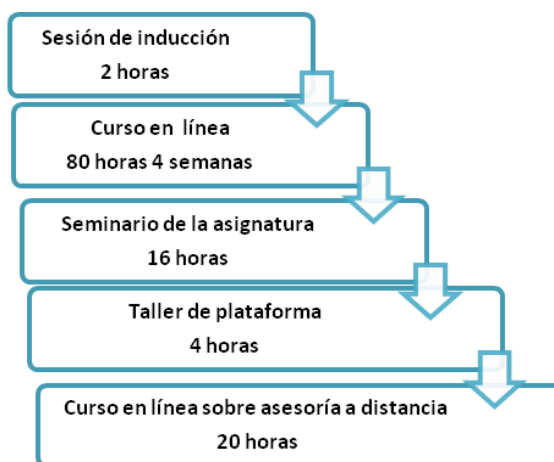 Sesión de inducción
2 horas
Curso en línea
80 horas 4 semanas
Seminario de la asignatura
16 horas
Taller de plataforma
4 horas
Curso en línea sobre asesoría a distancia
20 horas